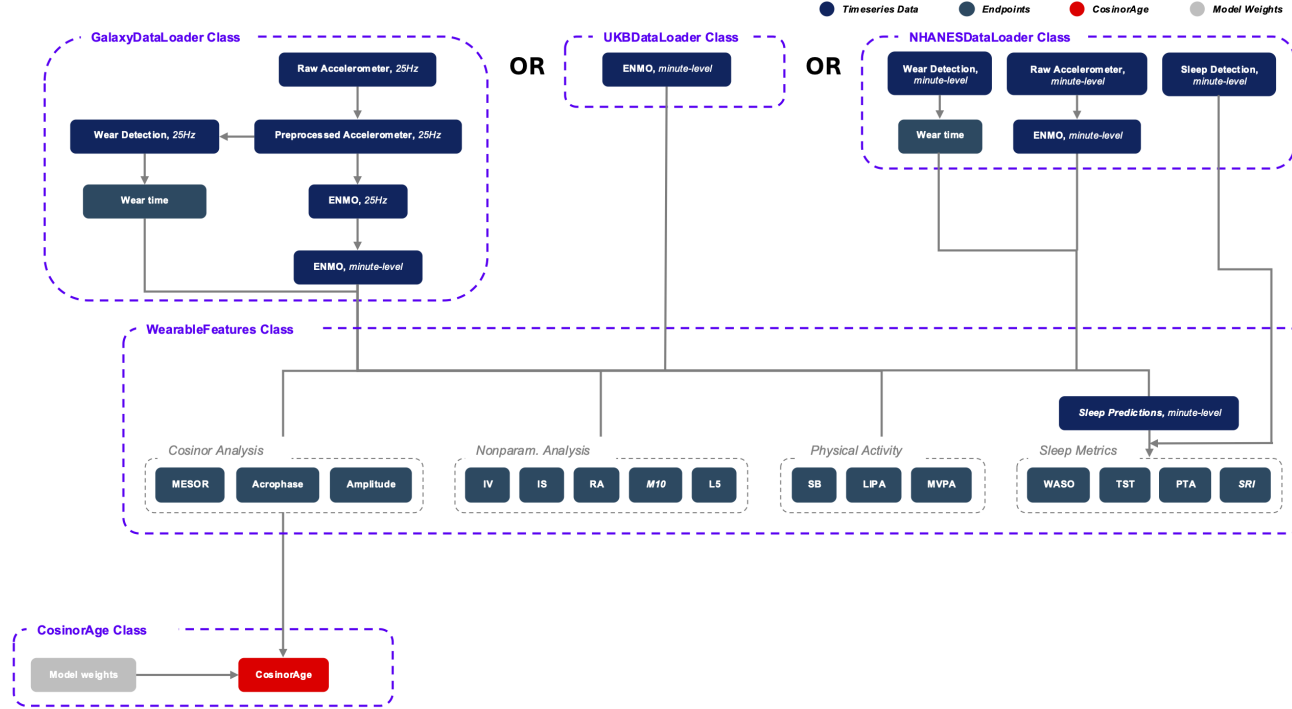 Timeseries Data
Endpoints
CosinorAge
Model Weights
GalaxyDataLoader Class
UKBDataLoader Class
NHANESDataLoader Class
Raw Accelerometer, 25Hz
OR
ENMO, minute-level
OR
Wear Detection,
minute-level
Raw Accelerometer,
minute-level
Sleep Detection,
minute-level
Wear Detection, 25Hz
Preprocessed Accelerometer, 25Hz
Wear time
ENMO, minute-level
Wear time
ENMO, 25Hz
ENMO, minute-level
WearableFeatures Class
Sleep Predictions, minute-level
Cosinor Analysis
Nonparam. Analysis
Physical Activity
Sleep Metrics
MESOR
Acrophase
Amplitude
IV
IS
RA
M10
L5
SB
LIPA
MVPA
WASO
TST
PTA
SRI
CosinorAge Class
Model weights
CosinorAge